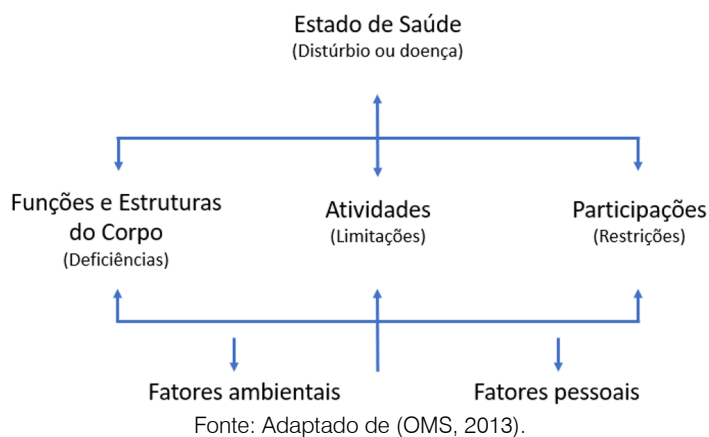 Estado de Saúde
(Distúrbio ou doença)
Funções e Estruturas
do Corpo
(Deficiências)
Atividades
(Limitações)
Participações
(Restrições)
Fatores ambientais
Fatores pessoais
Fonte: Adaptado de (OMS, 2013).